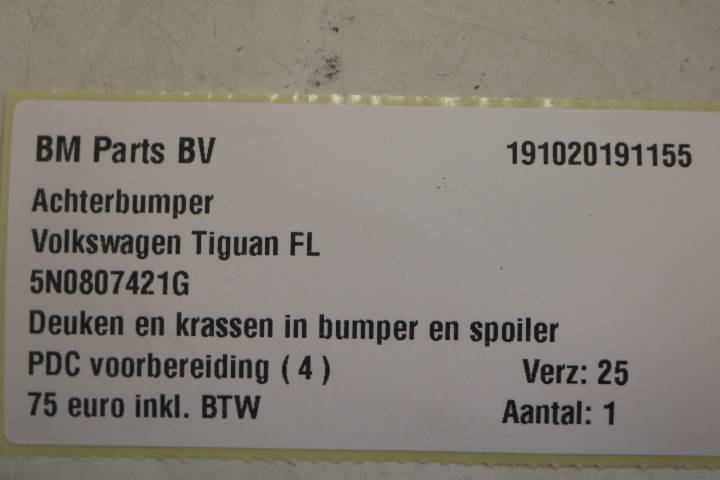 BM Parts BV 191020191155
Achterbumper
Volkswagen Tiguan FL
5N0807421G
Deuken en krassen in bumper en spoiler
PDC voorbereiding ( 4 ) Verz: 25
75 euro inkl. BTW Aantal: 1